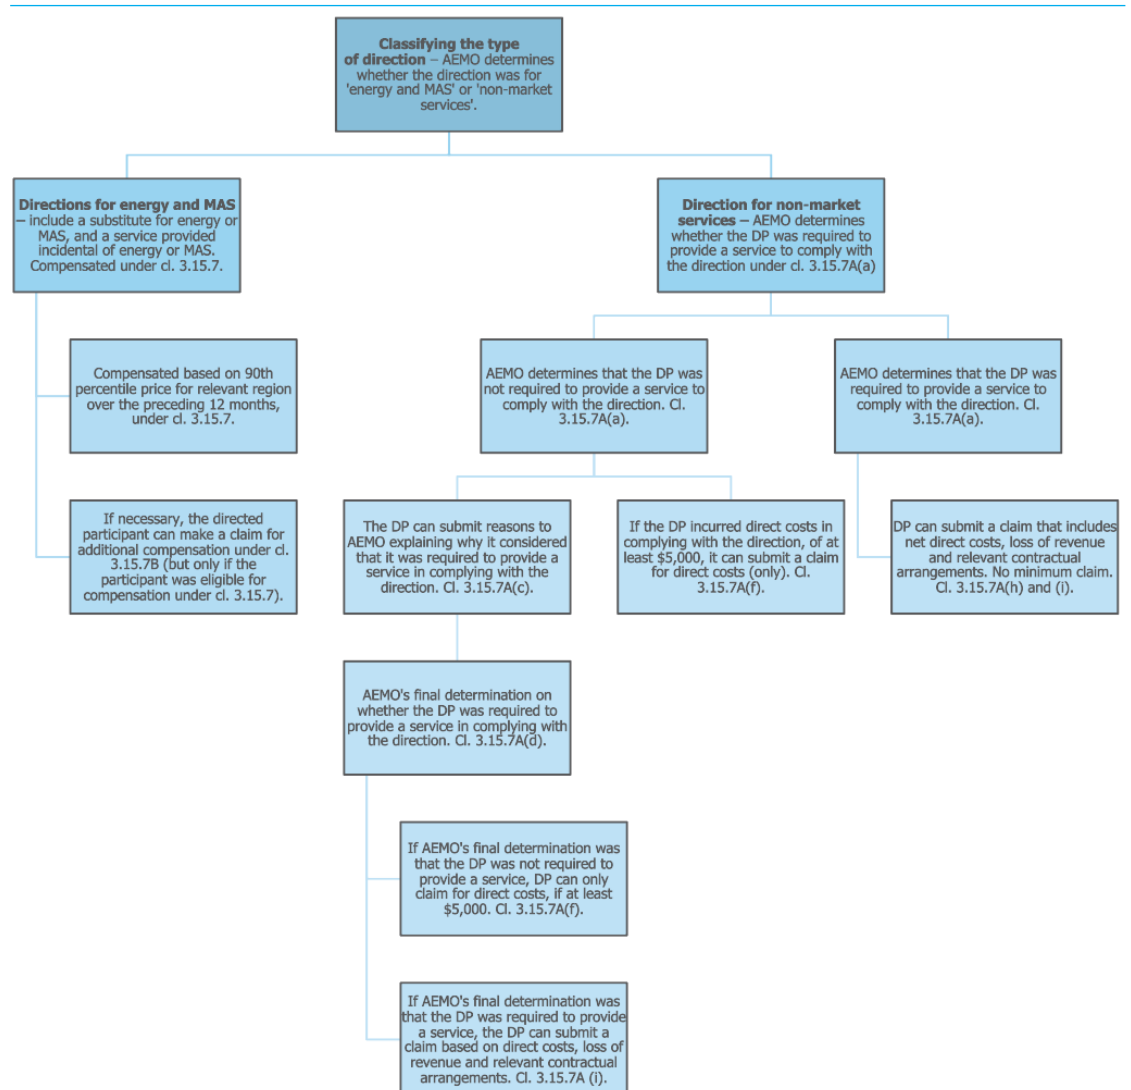 Classifying the type
of direction – AEMO determines
whether the direction was for
'energy and MAS' or 'non-market
services'.
Directions for energy and MAS
– include a substitute for energy or
MAS, and a service provided
incidental of energy or MAS.
Compensated under cl. 3.15.7.
Direction for non-market
services – AEMO determines
whether the DP was required to
provide a service to comply with
the direction under cl. 3.15.7A(a)
Compensated based on 90th
percentile price for relevant region
over the preceding 12 months,
under cl. 3.15.7.
If necessary, the directed
participant can make a claim for
additional compensation under cl.
3.15.7B (but only if the
participant was eligible for
compensation under cl. 3.15.7).
AEMO determines that the DP was
not required to provide a service to
comply with the direction. Cl.
3.15.7A(a).
AEMO determines that the DP was
required to provide a service to
comply with the direction. Cl.
3.15.7A(a).
The DP can submit reasons to
AEMO explaining why it considered
that it was required to provide a
service in complying with the
direction. Cl. 3.15.7A(c).
If the DP incurred direct costs in
complying with the direction, of at
least $5,000, it can submit a claim
for direct costs (only). Cl.
3.15.7A(f).
DP can submit a claim that includes
net direct costs, loss of revenue
and relevant contractual
arrangements. No minimum claim.
Cl. 3.15.7A(h) and (i).
AEMO's final determination on
whether the DP was required to
provide a service in complying with
the direction. Cl. 3.15.7A(d).
If AEMO's final determination was
that the DP was not required to
provide a service, DP can only
claim for direct costs, if at least
$5,000. Cl. 3.15.7A(f).
If AEMO's final determination was
that the DP was required to provide
a service, the DP can submit a
claim based on direct costs, loss of
revenue and relevant contractual
arrangements. Cl. 3.15.7A (i).